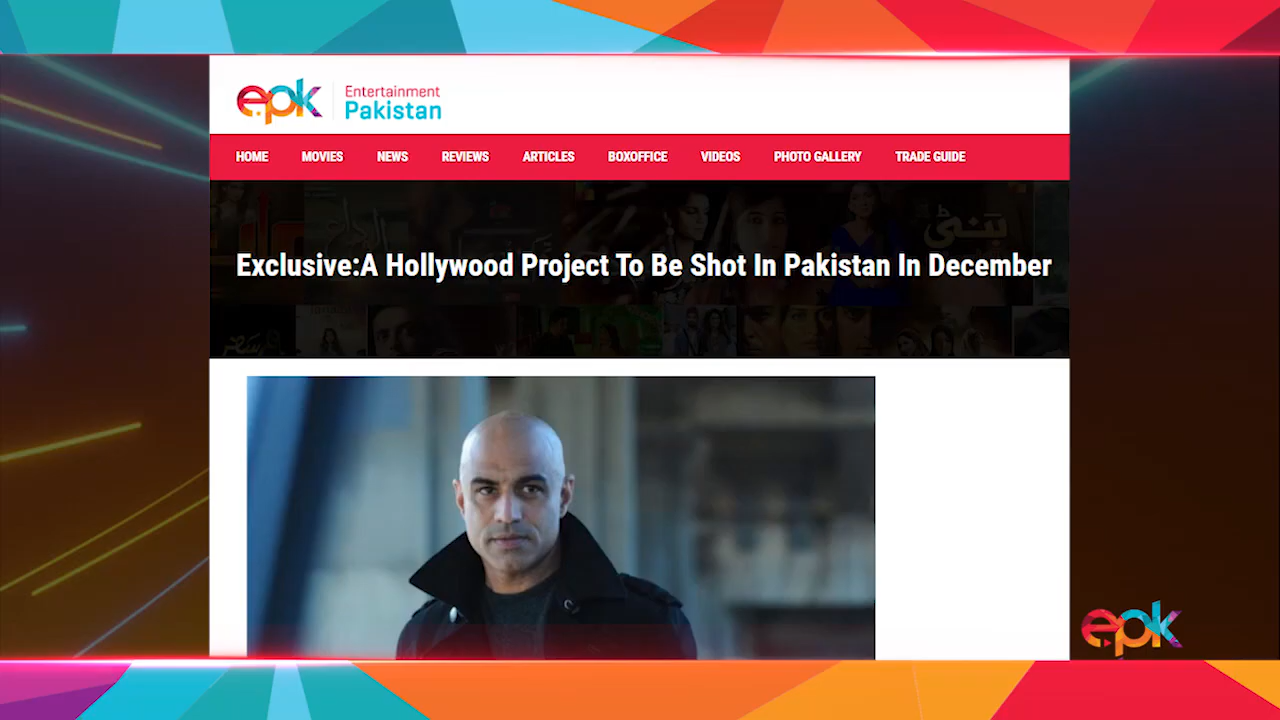 epk Entertainment
Pakistan
HOME MOVIES NEWS REVIEWS ARTICLES BOXOFFICE VIDEOS PHOTO GALLERY TRADE GUIDE
Exclusive:A Hollywood Project To Be Shot In Pakistan In December
epk